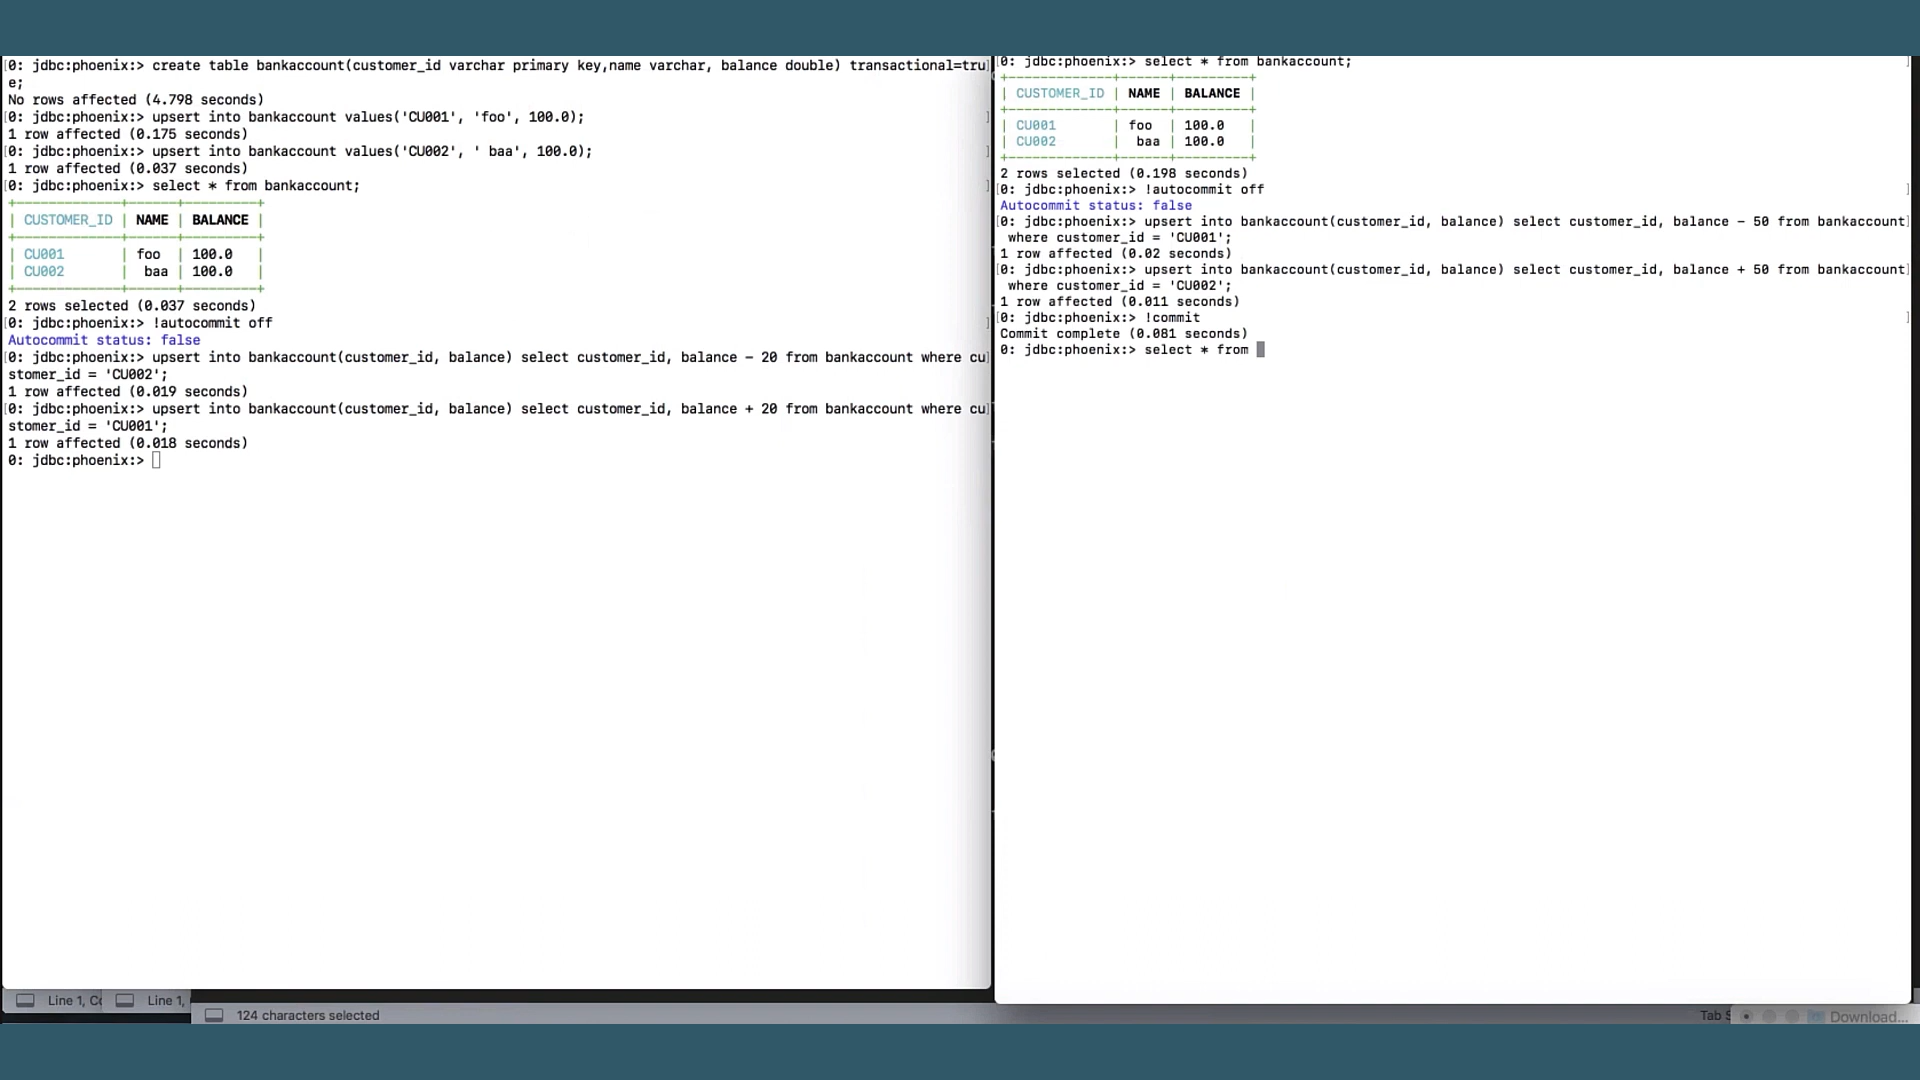 [0: jdbc:phoenix:> create table bankaccount(customer_id varchar primary key,name varchar, balance double) transactional=tru]
e;
No rows affected (4.798 seconds)
[0: jdbc:phoenix:> upsert into bankaccount values('CU001', 'foo', 100.0); ]
1 row affected (0.175 seconds)
[0: jdbc:phoenix:> upsert into bankaccount values('CU002', ' baa', 100.0); ]
1 row affected (0.037 seconds)
[0: jdbc:phoenix:> select * from bankaccount; ]
+--------------+------+---------+
| CUSTOMER_ID | NAME | BALANCE |
+--------------+------+---------+
| CU001 | foo | 100.0 |
| CU002 | baa | 100.0 |
+--------------+------+---------+
2 rows selected (0.037 seconds)
[0: jdbc:phoenix:> !autocommit off ]
Autocommit status: false
[0: jdbc:phoenix:> upsert into bankaccount(customer_id, balance) select customer_id, balance - 20 from bankaccount where cu]
stomer_id = 'CU002';
1 row affected (0.019 seconds)
[0: jdbc:phoenix:> upsert into bankaccount(customer_id, balance) select customer_id, balance + 20 from bankaccount where cu]
stomer_id = 'CU001';
1 row affected (0.018 seconds)
0: jdbc:phoenix:>
[0: jdbc:phoenix:> select * from bankaccount; ]
+--------------+------+---------+
| CUSTOMER_ID | NAME | BALANCE |
+--------------+------+---------+
| CU001 | foo | 100.0 |
| CU002 | baa | 100.0 |
+--------------+------+---------+
2 rows selected (0.198 seconds)
[0: jdbc:phoenix:> !autocommit off ]
Autocommit status: false
[0: jdbc:phoenix:> upsert into bankaccount(customer_id, balance) select customer_id, balance - 50 from bankaccount]
where customer_id = 'CU001';
1 row affected (0.02 seconds)
[0: jdbc:phoenix:> upsert into bankaccount(customer_id, balance) select customer_id, balance + 50 from bankaccount]
where customer_id = 'CU002';
1 row affected (0.011 seconds)
[0: jdbc:phoenix:> !commit ]
Commit complete (0.081 seconds)
0: jdbc:phoenix:> select * from
Line 1, Co
Line 1,
124 characters selected
Tab S
Download...